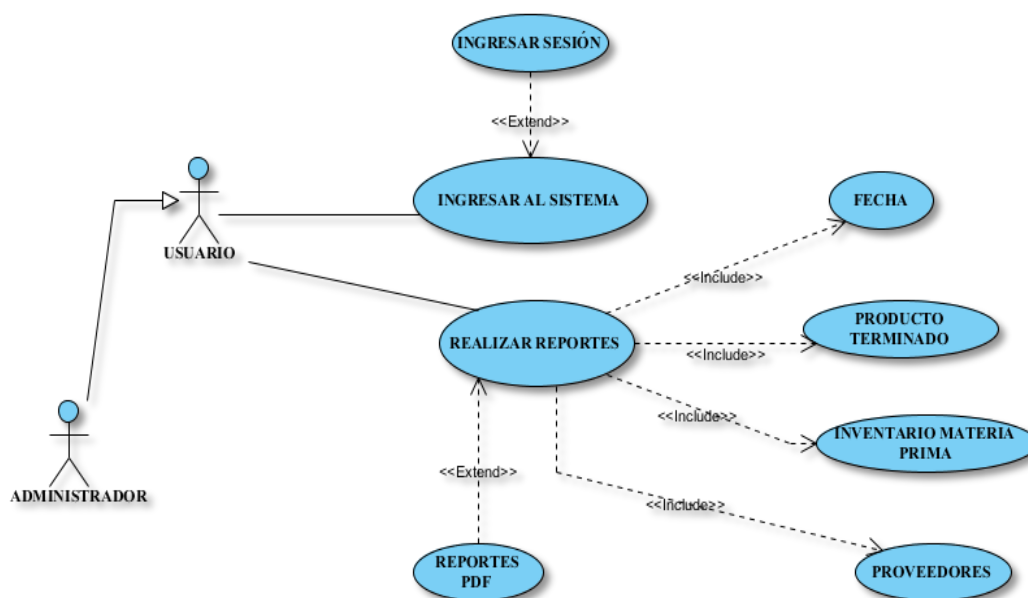 INGRESAR SESIÓN
<<Extend>>
INGRESAR AL SISTEMA
FECHA
USUARIO
<<Include>>
PRODUCTO
TERMINADO
REALIZAR REPORTES
<<Include>>
<<Include>>
INVENTARIO MATERIA
PRIMA
<<Extend>>
ADMINISTRADOR
<<Include>>
REPORTES
PDF
PROVEEDORES